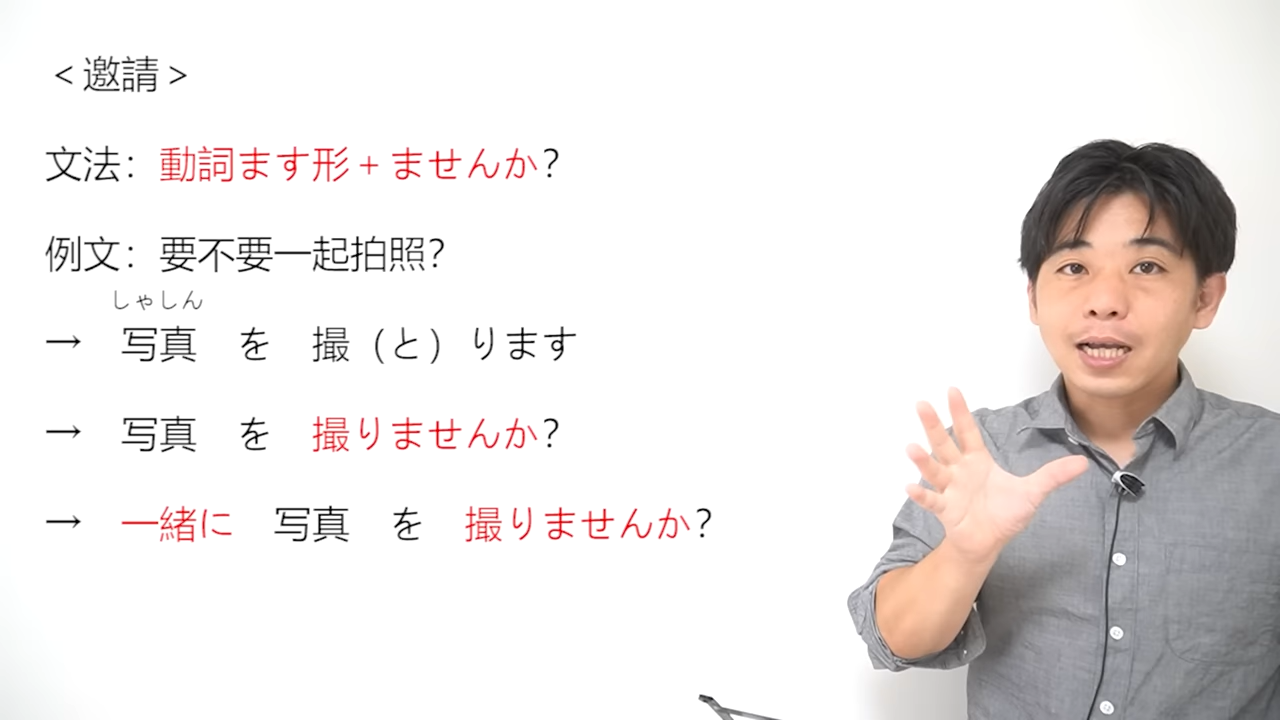 ＜邀請＞
文法：動詞ます形＋ませんか？
例文：要不要一起拍照？
しゃしん
→　写真　を　撮（と）ります
→　写真　を　撮りませんか？
→　一緒に　写真　を　撮りませんか？